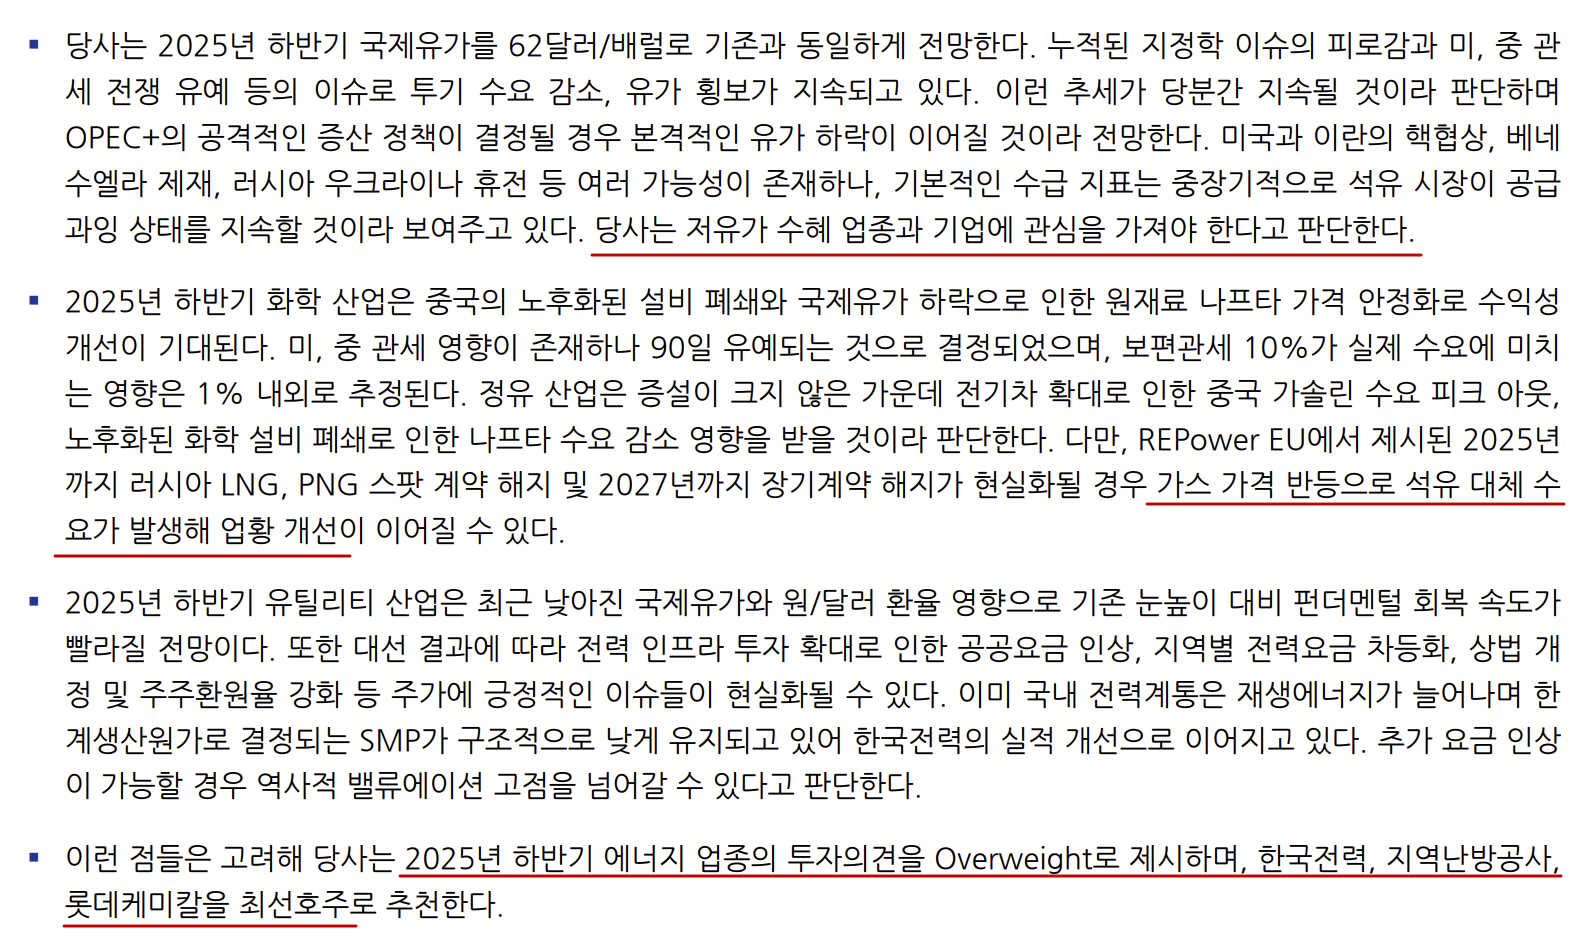 ▪ 당사는 2025년 하반기 국제유가를 62달러/배럴로 기존과 동일하게 전망한다. 누적된 지정학 이슈의 피로감과 미, 중 관
세 전쟁 유예 등의 이슈로 투기 수요 감소, 유가 횡보가 지속되고 있다. 이런 추세가 당분간 지속될 것이라 판단하며
OPEC+의 공격적인 증산 정책이 결정될 경우 본격적인 유가 하락이 이어질 것이라 전망한다. 미국과 이란의 핵협상, 베네
수엘라 제재, 러시아 우크라이나 휴전 등 여러 가능성이 존재하나, 기본적인 수급 지표는 중장기적으로 석유 시장이 공급
과잉 상태를 지속할 것이라 보여주고 있다. 당사는 저유가 수혜 업종과 기업에 관심을 가져야 한다고 판단한다.
▪ 2025년 하반기 화학 산업은 중국의 노후화된 설비 폐쇄와 국제유가 하락으로 인한 원재료 나프타 가격 안정화로 수익성
개선이 기대된다. 미, 중 관세 영향이 존재하나 90일 유예되는 것으로 결정되었으며, 보편관세 10%가 실제 수요에 미치
는 영향은 1% 내외로 추정된다. 정유 산업은 증설이 크지 않은 가운데 전기차 확대로 인한 중국 가솔린 수요 피크 아웃,
노후화된 화학 설비 폐쇄로 인한 나프타 수요 감소 영향을 받을 것이라 판단한다. 다만, REPower EU에서 제시된 2025년
까지 러시아 LNG, PNG 스팟 계약 해지 및 2027년까지 장기계약 해지가 현실화될 경우 가스 가격 반등으로 석유 대체 수
요가 발생해 업황 개선이 이어질 수 있다.
▪ 2025년 하반기 유틸리티 산업은 최근 낮아진 국제유가와 원/달러 환율 영향으로 기존 눈높이 대비 펀더멘털 회복 속도가
빨라질 전망이다. 또한 대선 결과에 따라 전력 인프라 투자 확대로 인한 공공요금 인상, 지역별 전력요금 차등화, 상법 개
정 및 주주환원율 강화 등 주가에 긍정적인 이슈들이 현실화될 수 있다. 이미 국내 전력계통은 재생에너지가 늘어나며 한
계생산원가로 결정되는 SMP가 구조적으로 낮게 유지되고 있어 한국전력의 실적 개선으로 이어지고 있다. 추가 요금 인상
이 가능할 경우 역사적 밸류에이션 고점을 넘어갈 수 있다고 판단한다.
▪ 이런 점들은 고려해 당사는 2025년 하반기 에너지 업종의 투자의견을 Overweight로 제시하며, 한국전력, 지역난방공사,
롯데케미칼을 최선호주로 추천한다.